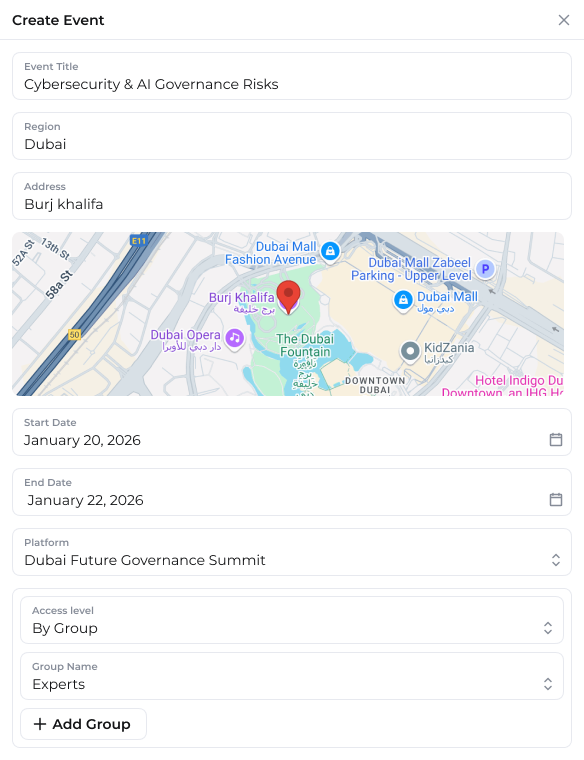 Create Event
Event Title
Cybersecurity & AI Governance Risks
Region
Dubai
Address
Burj khalifa
E11
52A St
13th St
58a St
50
Dubai Mall
Fashion Avenue
Dubai Mall Zabeel
Parking - Upper Level
P
Burj Khalifa
برج خليفة
Dubai Mall
دبي مول
Dubai Opera
دار دبي للأوبرا
The Dubai
Fountain
KidZania
كيدزانيا
DOWNTOWN
DUBAI
Hotel Indigo Du
Downtown, an IHG Ho
Start Date
January 20, 2026
End Date
January 22, 2026
Platform
Dubai Future Governance Summit
Access level
By Group
Group Name
Experts
+ Add Group